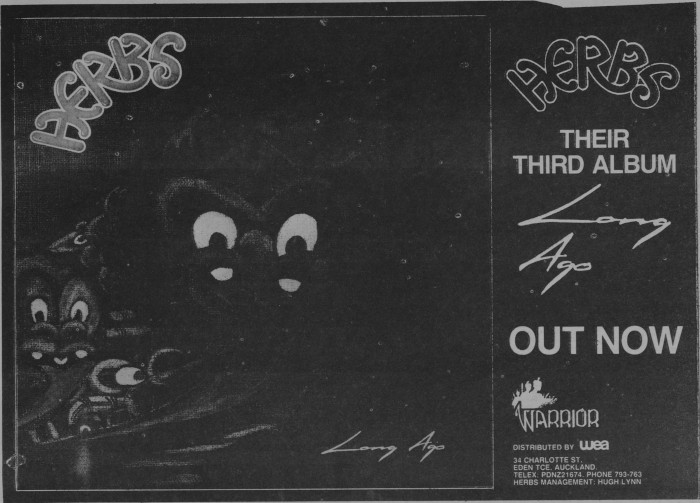 HERBS
Long Ago
HERBS
THEIR
THIRD ALBUM
Long
Ago
OUT NOW
WARRIOR
DISTRIBUTED BY wea
34 CHARLOTTE ST.
EDEN TCE. AUCKLAND.
TELEX: PDNZ21674. PHONE 793-763
HERBS MANAGEMENT: HUGH LYNN